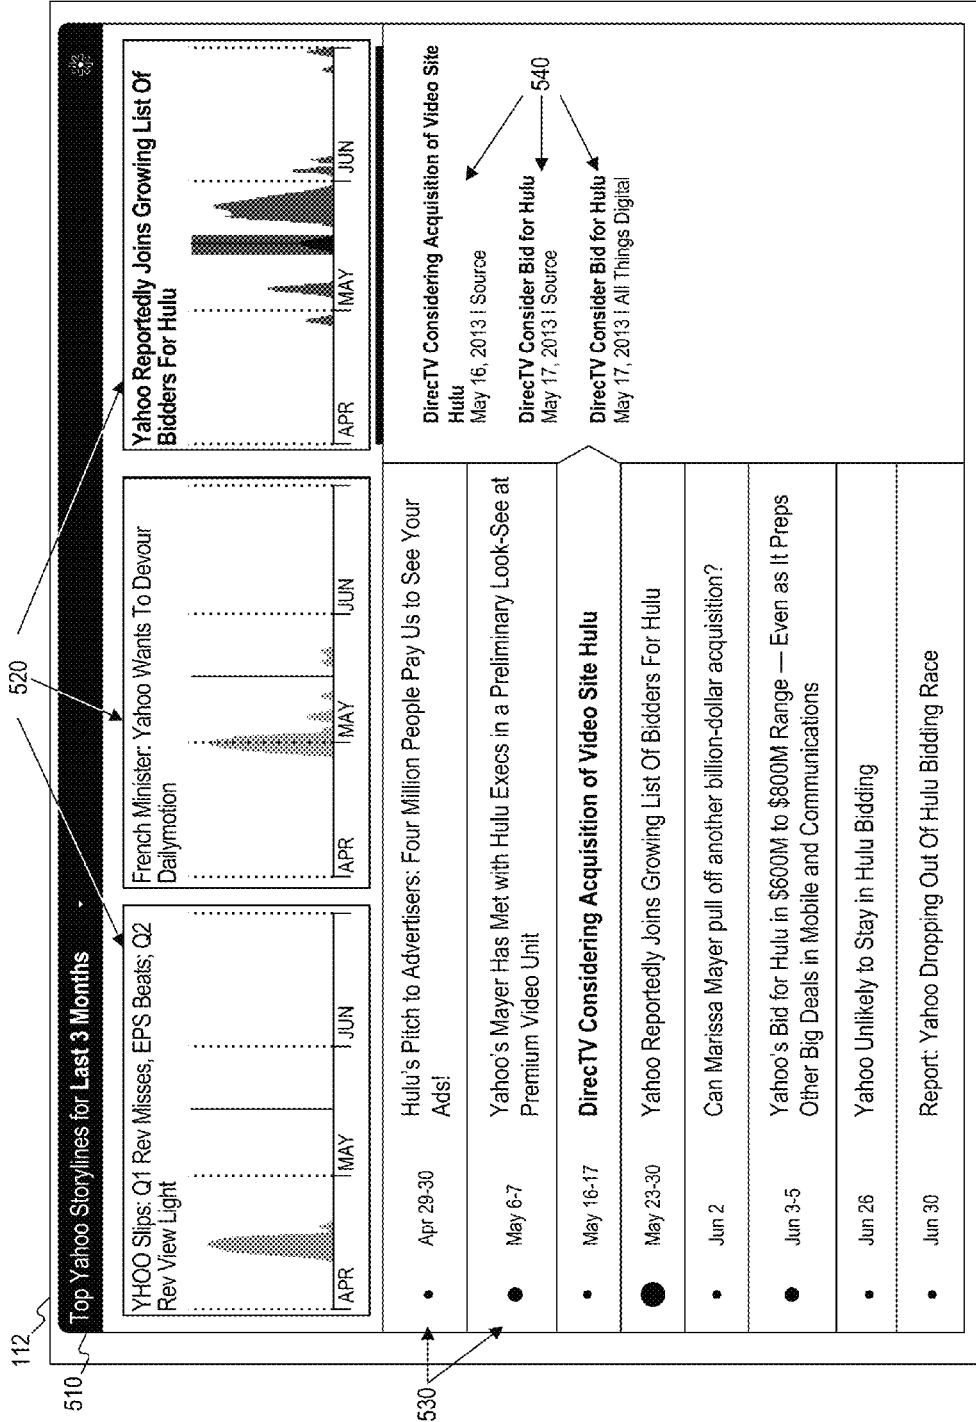 112
510
520
Top Yahoo Storylines for Last 3 Months
YHOO Slips: Q1 Rev Misses, EPS Beats; Q2
Rev View Light
APR
MAY
JUN
French Minister: Yahoo Wants To Devour
Dailymotion
APR
MAY
JUN
Yahoo Reportedly Joins Growing List Of
Bidders For Hulu
APR
MAY
JUN
530
Apr 29-30
Hulu's Pitch to Advertisers: Four Million People Pay Us to See Your
Ads!
May 6-7
Yahoo's Mayer Has Met with Hulu Execs in a Preliminary Look-See at
Premium Video Unit
May 16-17
DirecTV Considering Acquisition of Video Site Hulu
May 23-30
Yahoo Reportedly Joins Growing List Of Bidders For Hulu
Jun 2
Can Marissa Mayer pull off another billion-dollar acquisition?
Jun 3-5
Yahoo's Bid for Hulu in $600M to $800M Range — Even as It Preps
Other Big Deals in Mobile and Communications
Jun 26
Yahoo Unlikely to Stay in Hulu Bidding
Jun 30
Report: Yahoo Dropping Out Of Hulu Bidding Race
DirecTV Considering Acquisition of Video Site
Hulu
May 16, 2013 | Source
DirecTV Consider Bid for Hulu
May 17, 2013 | Source
DirecTV Consider Bid for Hulu
May 17, 2013 | All Things Digital
540